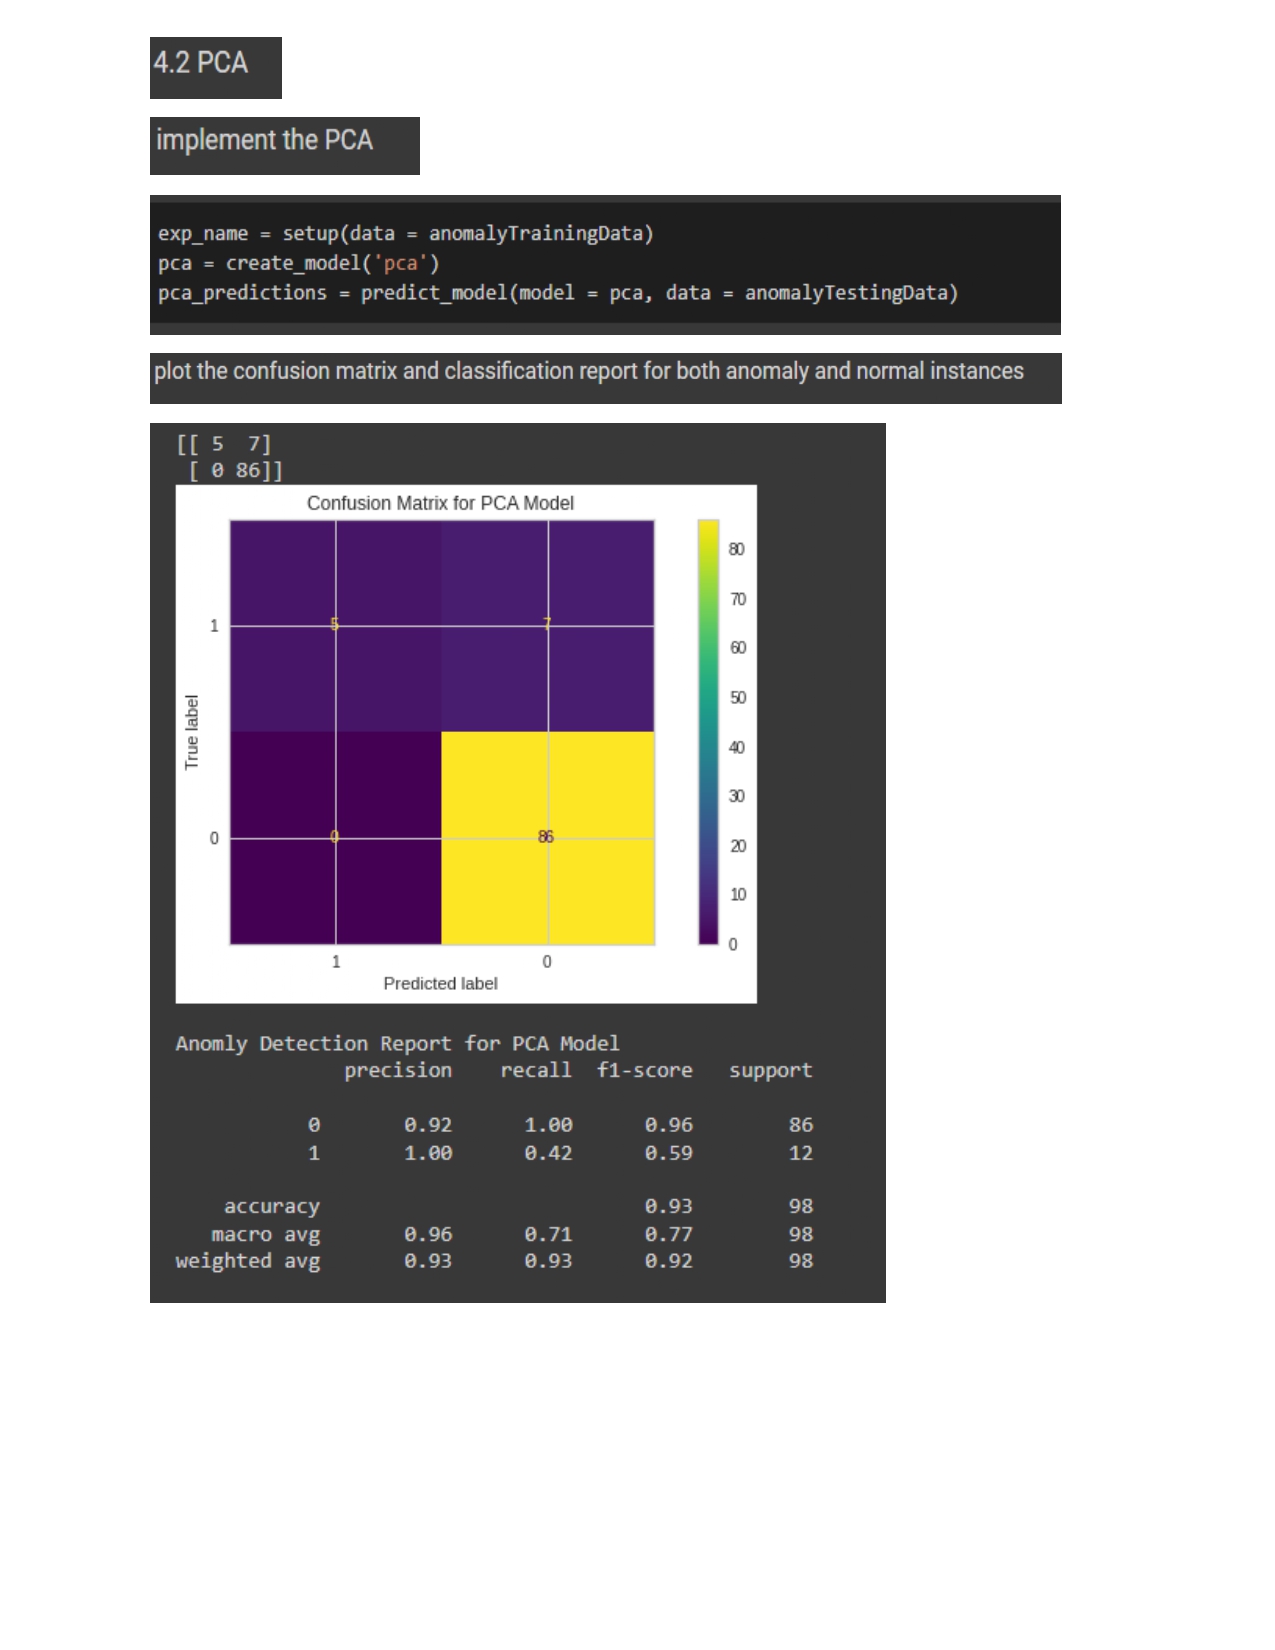 4.2 PCA
implement the PCA
exp_name = setup(data = anomalyTrainingData)
pca = create_model('pca')
pca_predictions = predict_model(model = pca, data = anomalyTestingData)
plot the confusion matrix and classification report for both anomaly and normal instances
[[ 5  7]
 [ 0 86]]
Confusion Matrix for PCA Model
5 7
1
0 86
0
True label
1 0
Predicted label
80
70
60
50
40
30
20
10
0
Anomly Detection Report for PCA Model
precision recall f1-score support
0 0.92 1.00 0.96 86
1 1.00 0.42 0.59 12
accuracy 0.93 98
macro avg 0.96 0.71 0.77 98
weighted avg 0.93 0.93 0.92 98